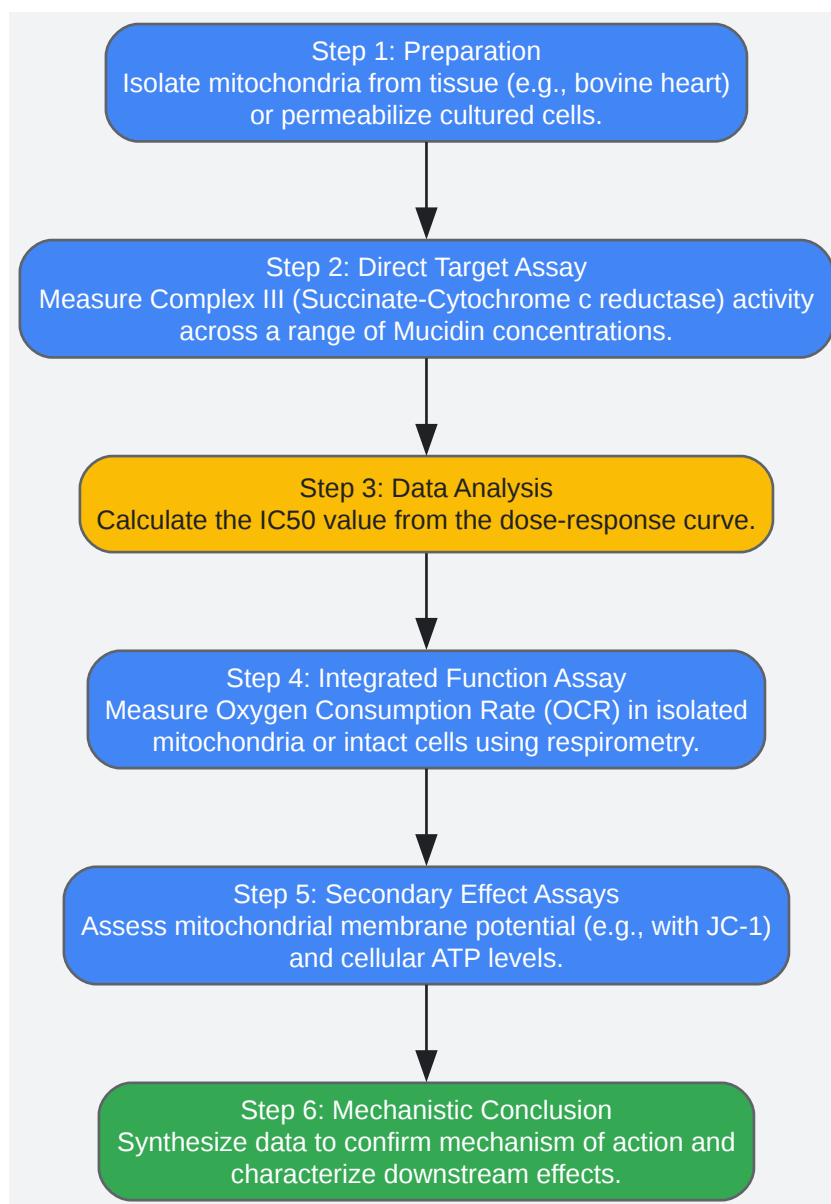 Step 1: Preparation
Isolate mitochondria from tissue (e.g., bovine heart)
or permeabilize cultured cells.
Step 2: Direct Target Assay
Measure Complex III (Succinate-Cytochrome c reductase) activity
across a range of Mucidin concentrations.
Step 3: Data Analysis
Calculate the IC50 value from the dose-response curve.
Step 4: Integrated Function Assay
Measure Oxygen Consumption Rate (OCR) in isolated
mitochondria or intact cells using respirometry.
Step 5: Secondary Effect Assays
Assess mitochondrial membrane potential (e.g., with JC-1)
and cellular ATP levels.
Step 6: Mechanistic Conclusion
Synthesize data to confirm mechanism of action and
characterize downstream effects.